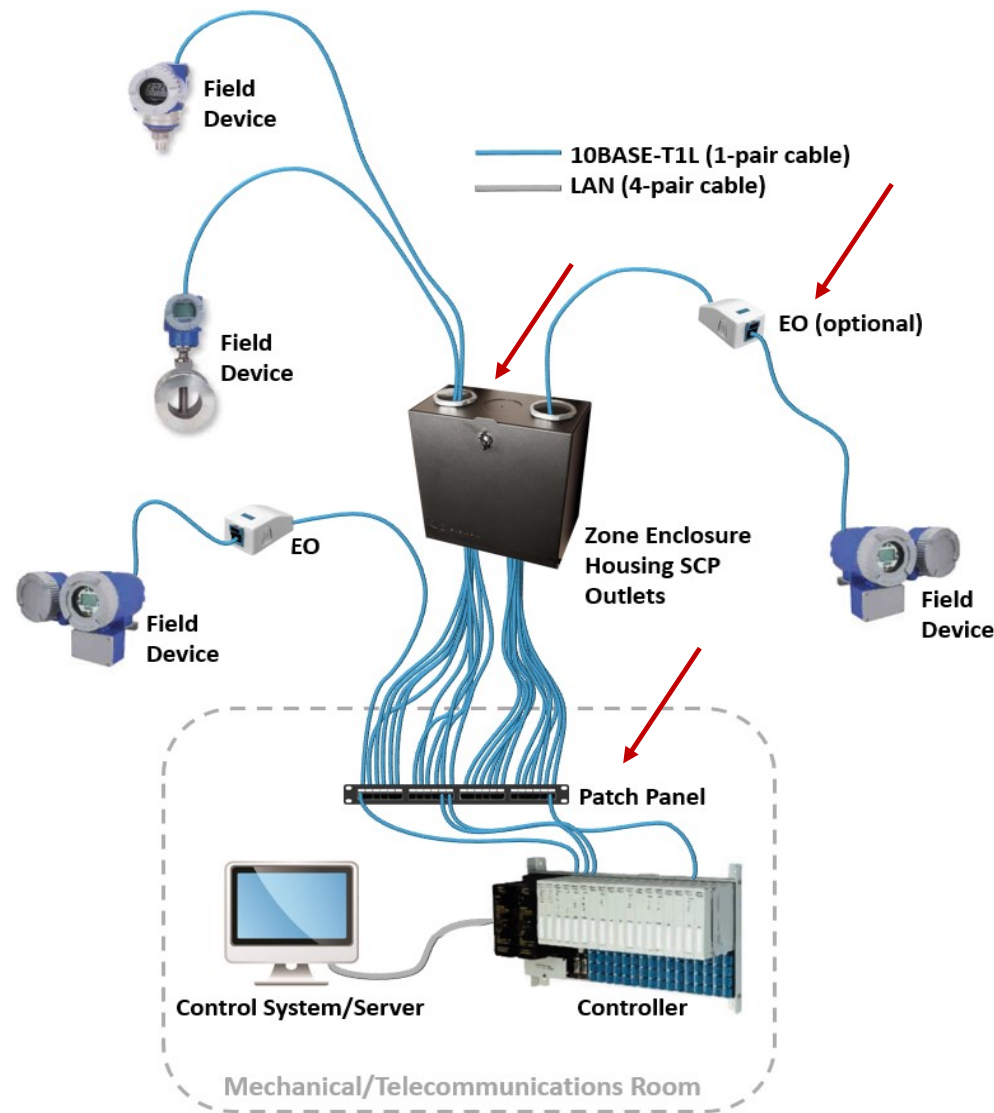 Field
Device
10BASE-T1L (1-pair cable)
LAN (4-pair cable)
EO (optional)
Field
Device
EO
Zone Enclosure
Housing SCP
Outlets
Field
Device
Field
Device
Patch Panel
Control System/Server
Controller
Mechanical/Telecommunications Room